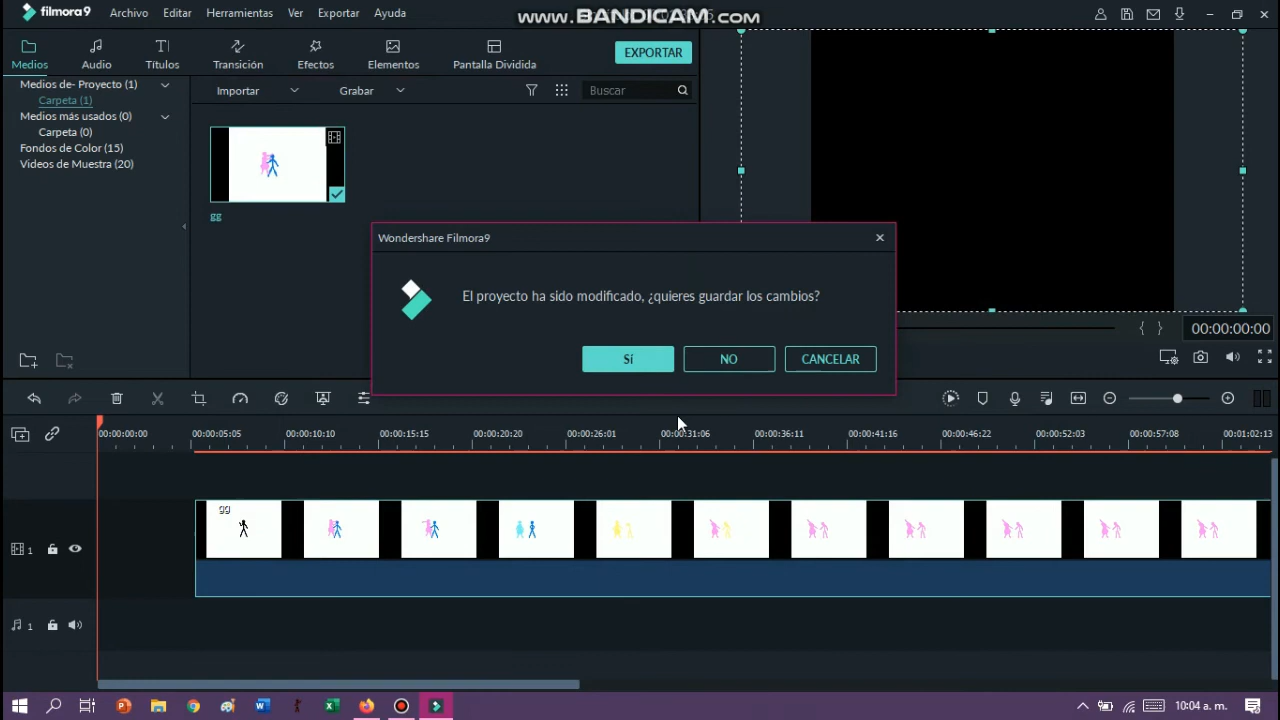 filmora9
Archivo Editar Herramientas Ver Exportar Ayuda
www.BANDICAM.com
Medios Audio Títulos Transición Efectos Elementos Pantalla Dividida
EXPORTAR
Medios de- Proyecto (1)
Carpeta (1)
Medios más usados (0)
Carpeta (0)
Fondos de Color (15)
Videos de Muestra (20)
Importar Grabar Buscar
gg
Wondershare Filmora9
El proyecto ha sido modificado, ¿quieres guardar los cambios?
Sí NO CANCELAR
{ } 00:00:00:00
00:00:00:00 00:00:05:05 00:00:10:10 00:00:15:15 00:00:20:20 00:00:26:01 00:00:31:06 00:00:36:11 00:00:41:16 00:00:46:22 00:00:52:03 00:00:57:08 00:01:02:13
gg
1
1
10:04 a. m.